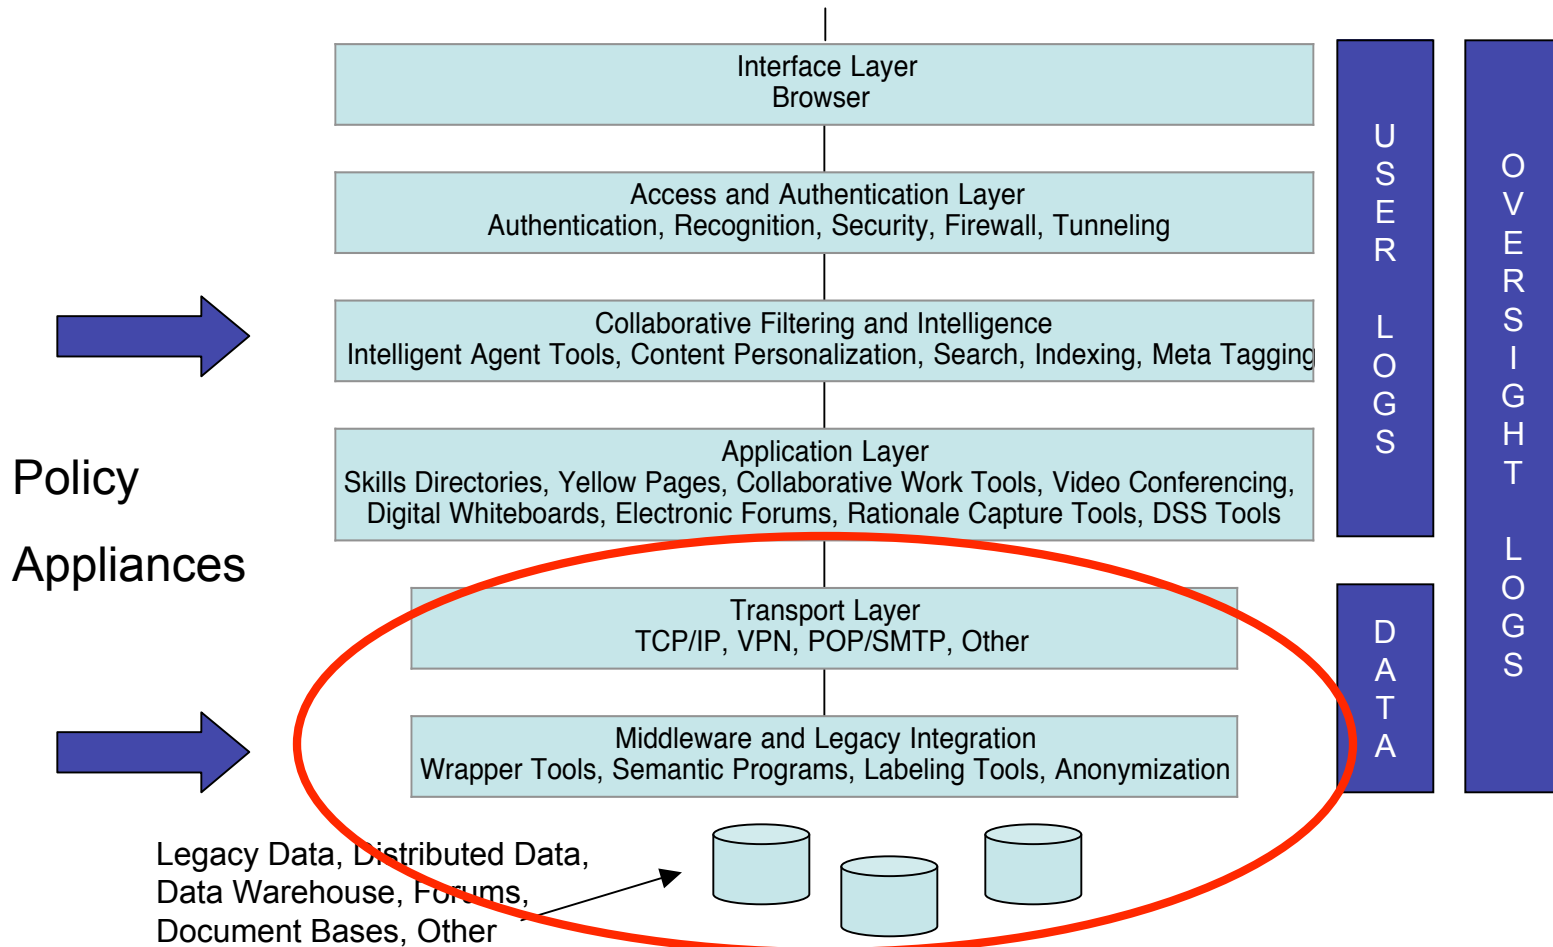 Interface Layer
Browser
Access and Authentication Layer
Authentication, Recognition, Security, Firewall, Tunneling
Collaborative Filtering and Intelligence
Intelligent Agent Tools, Content Personalization, Search, Indexing, Meta Tagging
Application Layer
Skills Directories, Yellow Pages, Collaborative Work Tools, Video Conferencing,
Digital Whiteboards, Electronic Forums, Rationale Capture Tools, DSS Tools
Policy
Appliances
Transport Layer
TCP/IP, VPN, POP/SMTP, Other
Middleware and Legacy Integration
Wrapper Tools, Semantic Programs, Labeling Tools, Anonymization
Legacy Data, Distributed Data,
Data Warehouse, Forums,
Document Bases, Other
USER LOGS
DATA
OVERSIGHT LOGS